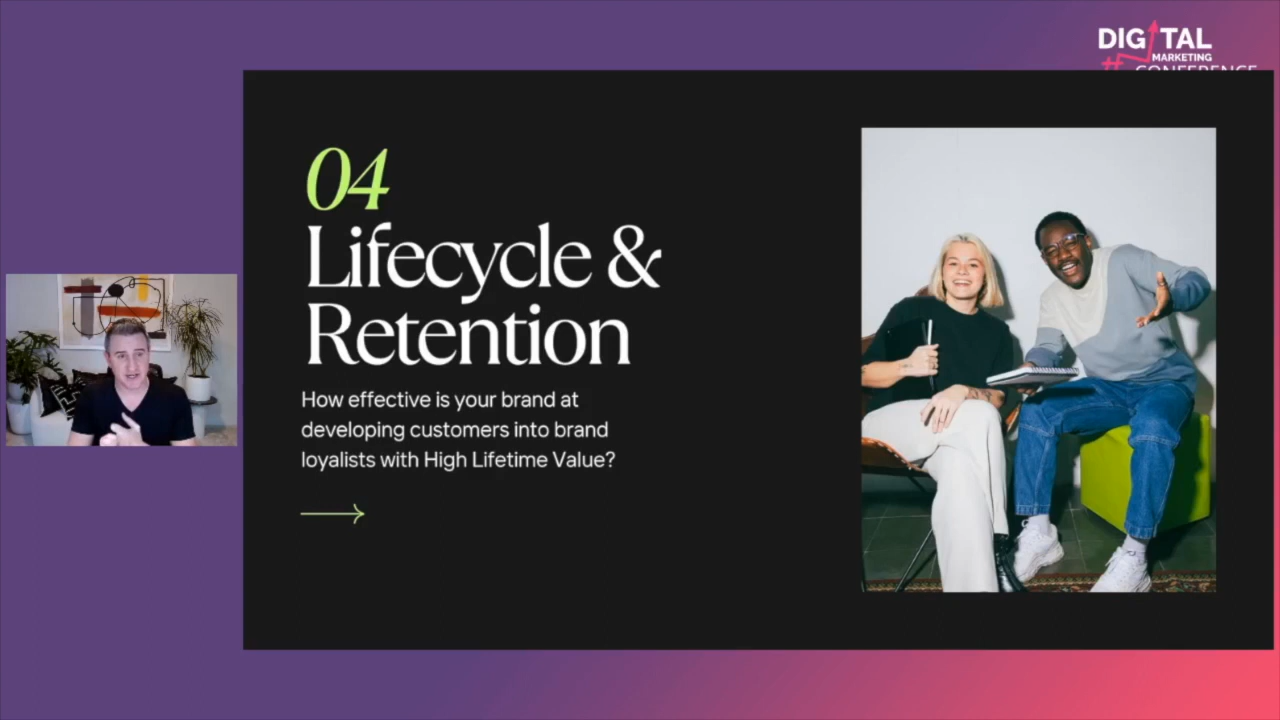 DIGITAL
MARKETING
CONFERENCE
04
Lifecycle &
Retention
How effective is your brand at
developing customers into brand
loyalists with High Lifetime Value?